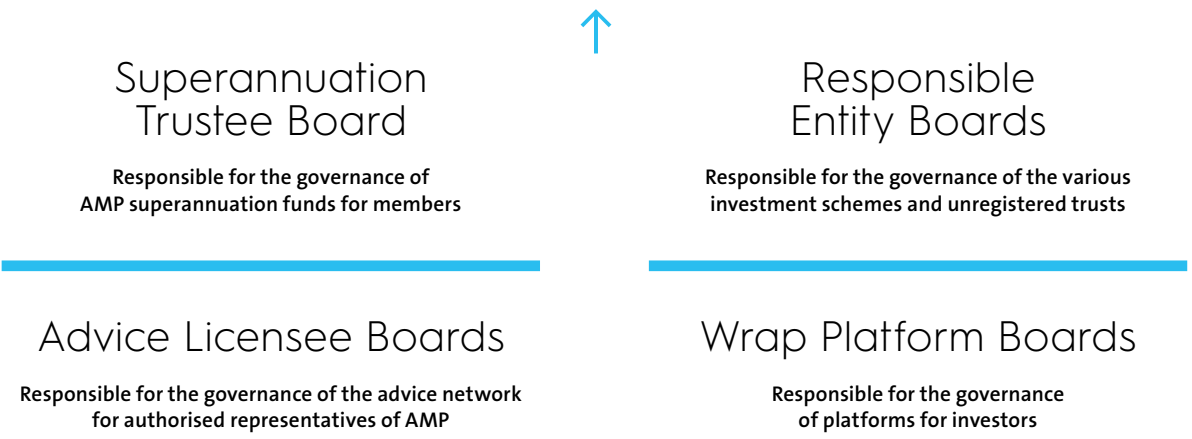 Superannuation
Trustee Board
Responsible for the governance of
AMP superannuation funds for members
Responsible
Entity Boards
Responsible for the governance of the various
investment schemes and unregistered trusts
Advice Licensee Boards
Responsible for the governance of the advice network
for authorised representatives of AMP
Wrap Platform Boards
Responsible for the governance
of platforms for investors